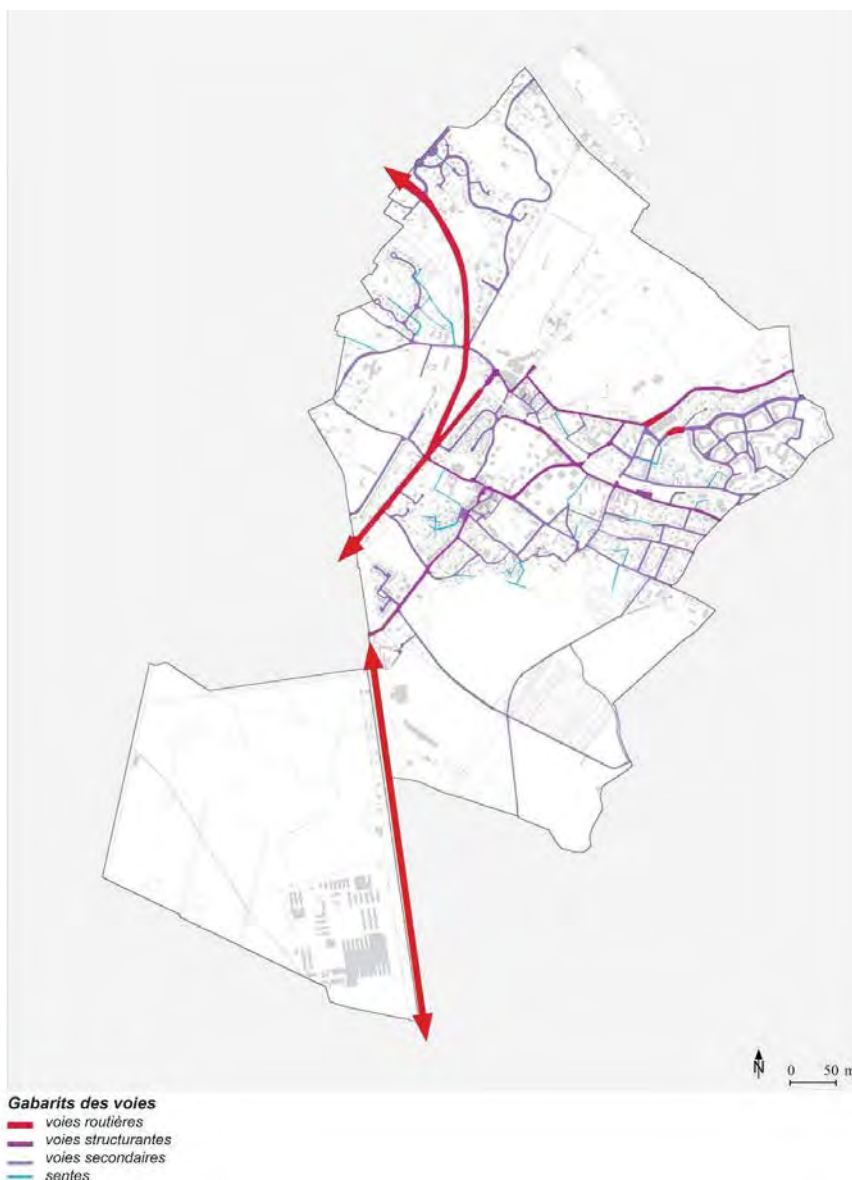 N
0 50 m
Gabarits des voies
voies routières
voies structurantes
voies secondaires
sentes